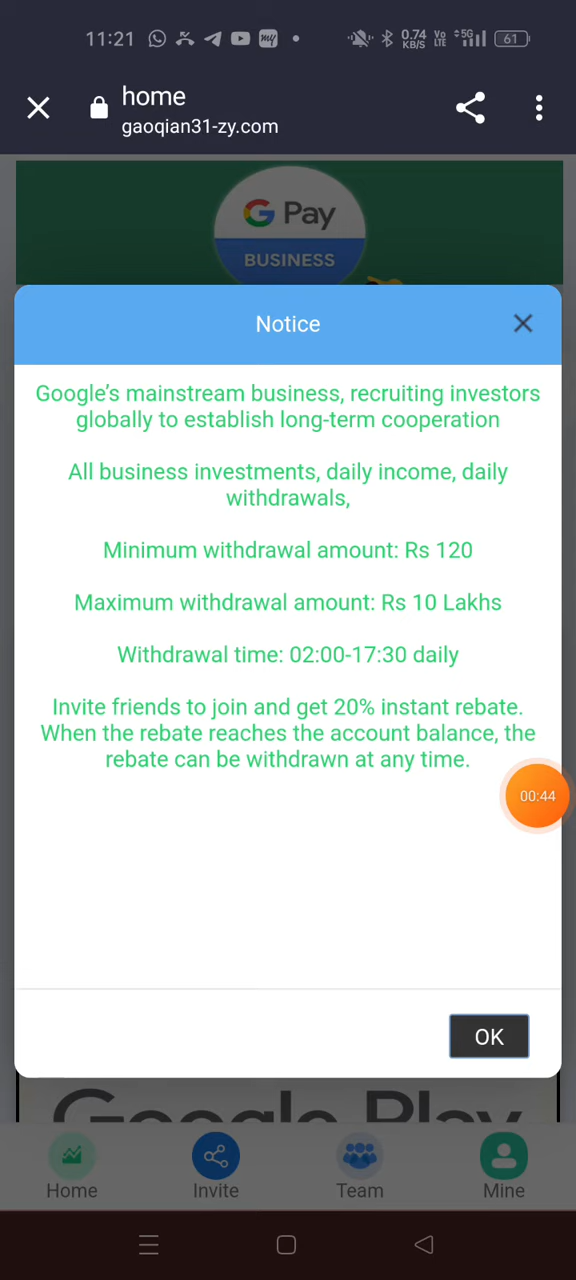 11:21 0.74 KB/S Vo LTE 5G 61
home
gaoqian31-zy.com
G Pay
BUSINESS
Notice
Google’s mainstream business, recruiting investors
globally to establish long-term cooperation
All business investments, daily income, daily
withdrawals,
Minimum withdrawal amount: Rs 120
Maximum withdrawal amount: Rs 10 Lakhs
Withdrawal time: 02:00-17:30 daily
Invite friends to join and get 20% instant rebate.
When the rebate reaches the account balance, the
rebate can be withdrawn at any time.
00:44
OK
Google Play
Home Invite Team Mine